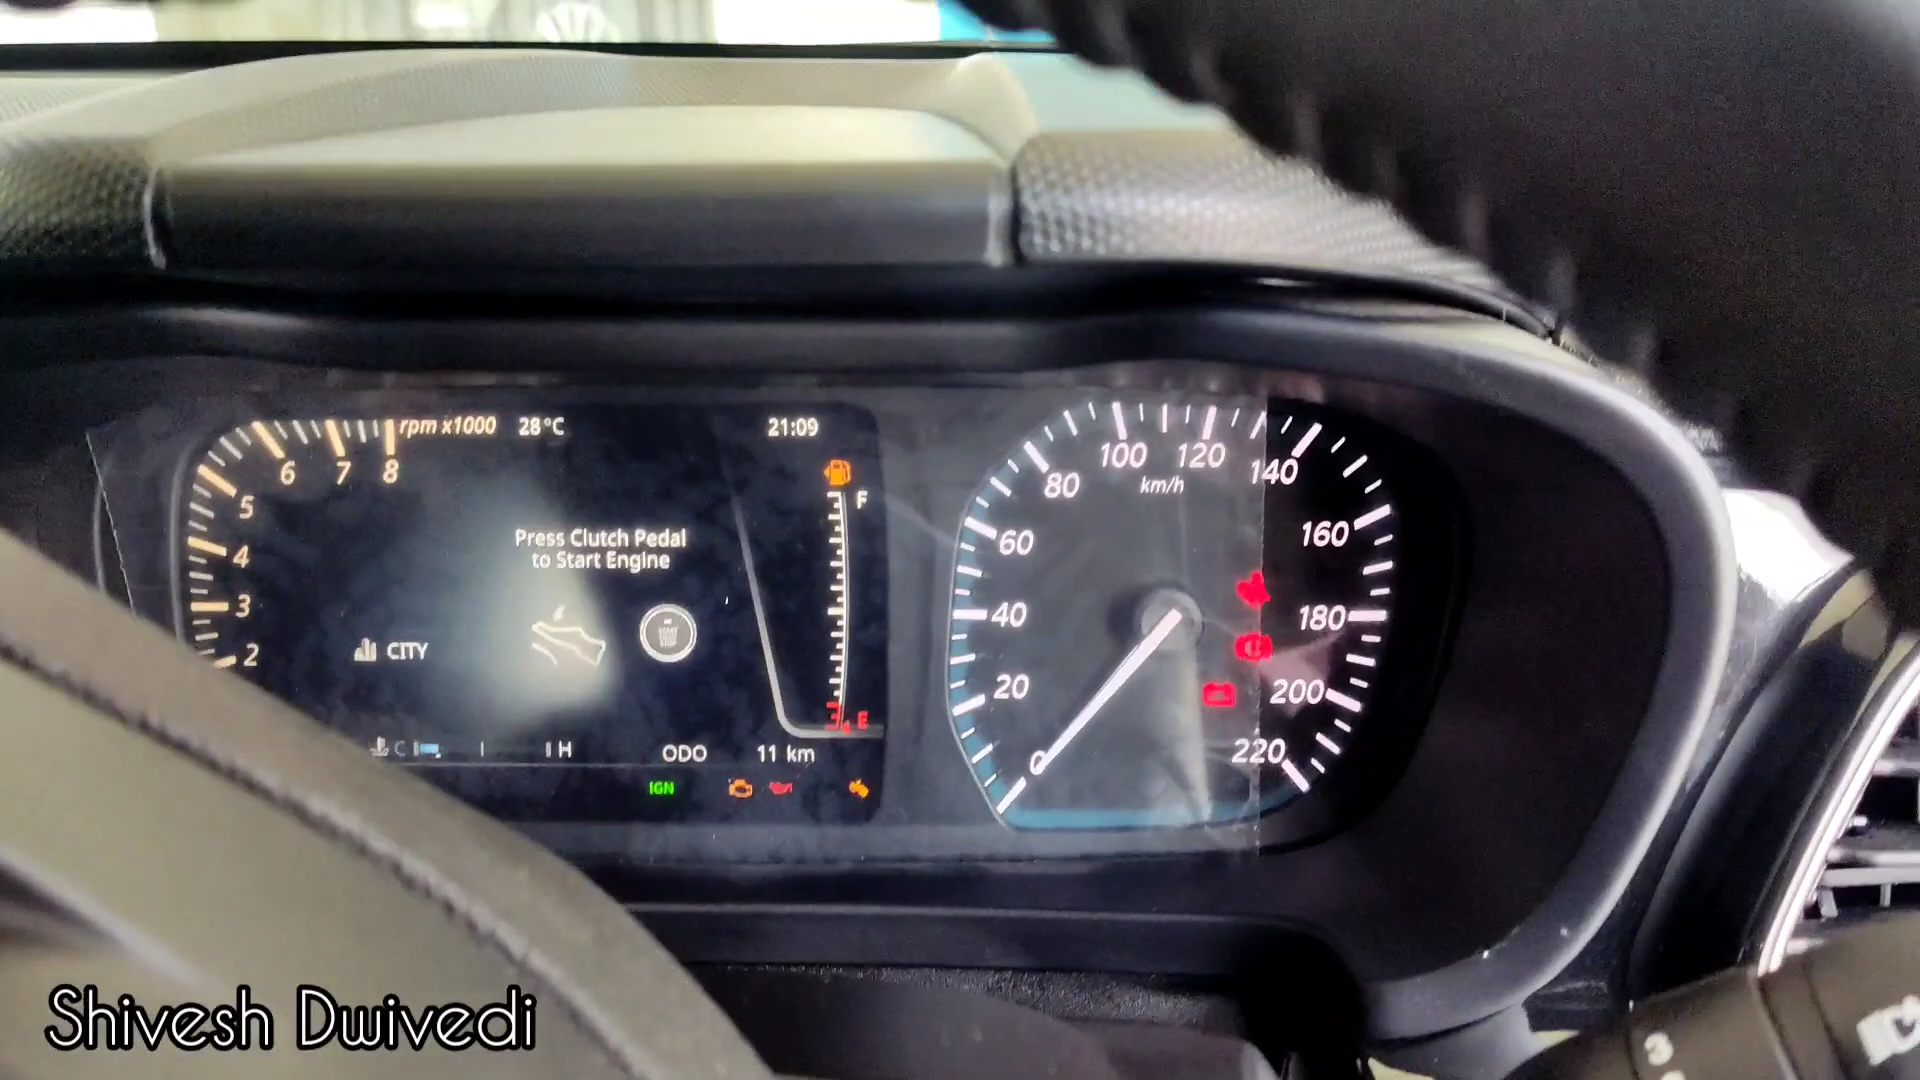 rpm x1000 28°C 21:09
6 7 8
5
4
3
2
F
Press Clutch Pedal
to Start Engine
CITY
E
C H ODO 11 km
IGN
100 120
80 140
km/h
60 160
40 180
20 200
0 220
3
Shivesh Dwivedi